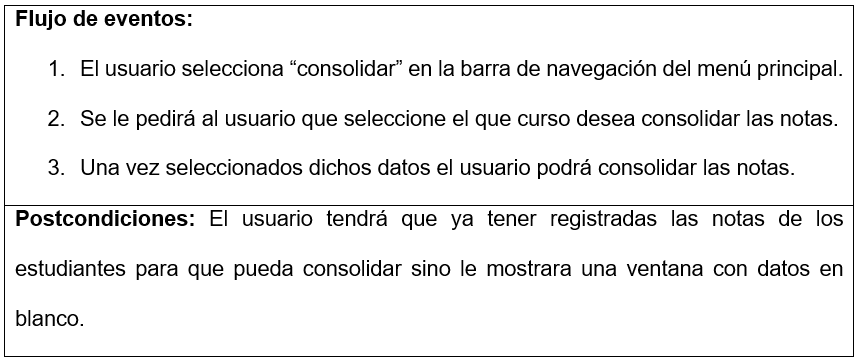 Flujo de eventos:
1. El usuario selecciona “consolidar” en la barra de navegación del menú principal.
2. Se le pedirá al usuario que seleccione el que curso desea consolidar las notas.
3. Una vez seleccionados dichos datos el usuario podrá consolidar las notas.
Postcondiciones: El usuario tendrá que ya tener registradas las notas de los
estudiantes para que pueda consolidar sino le mostrara una ventana con datos en
blanco.